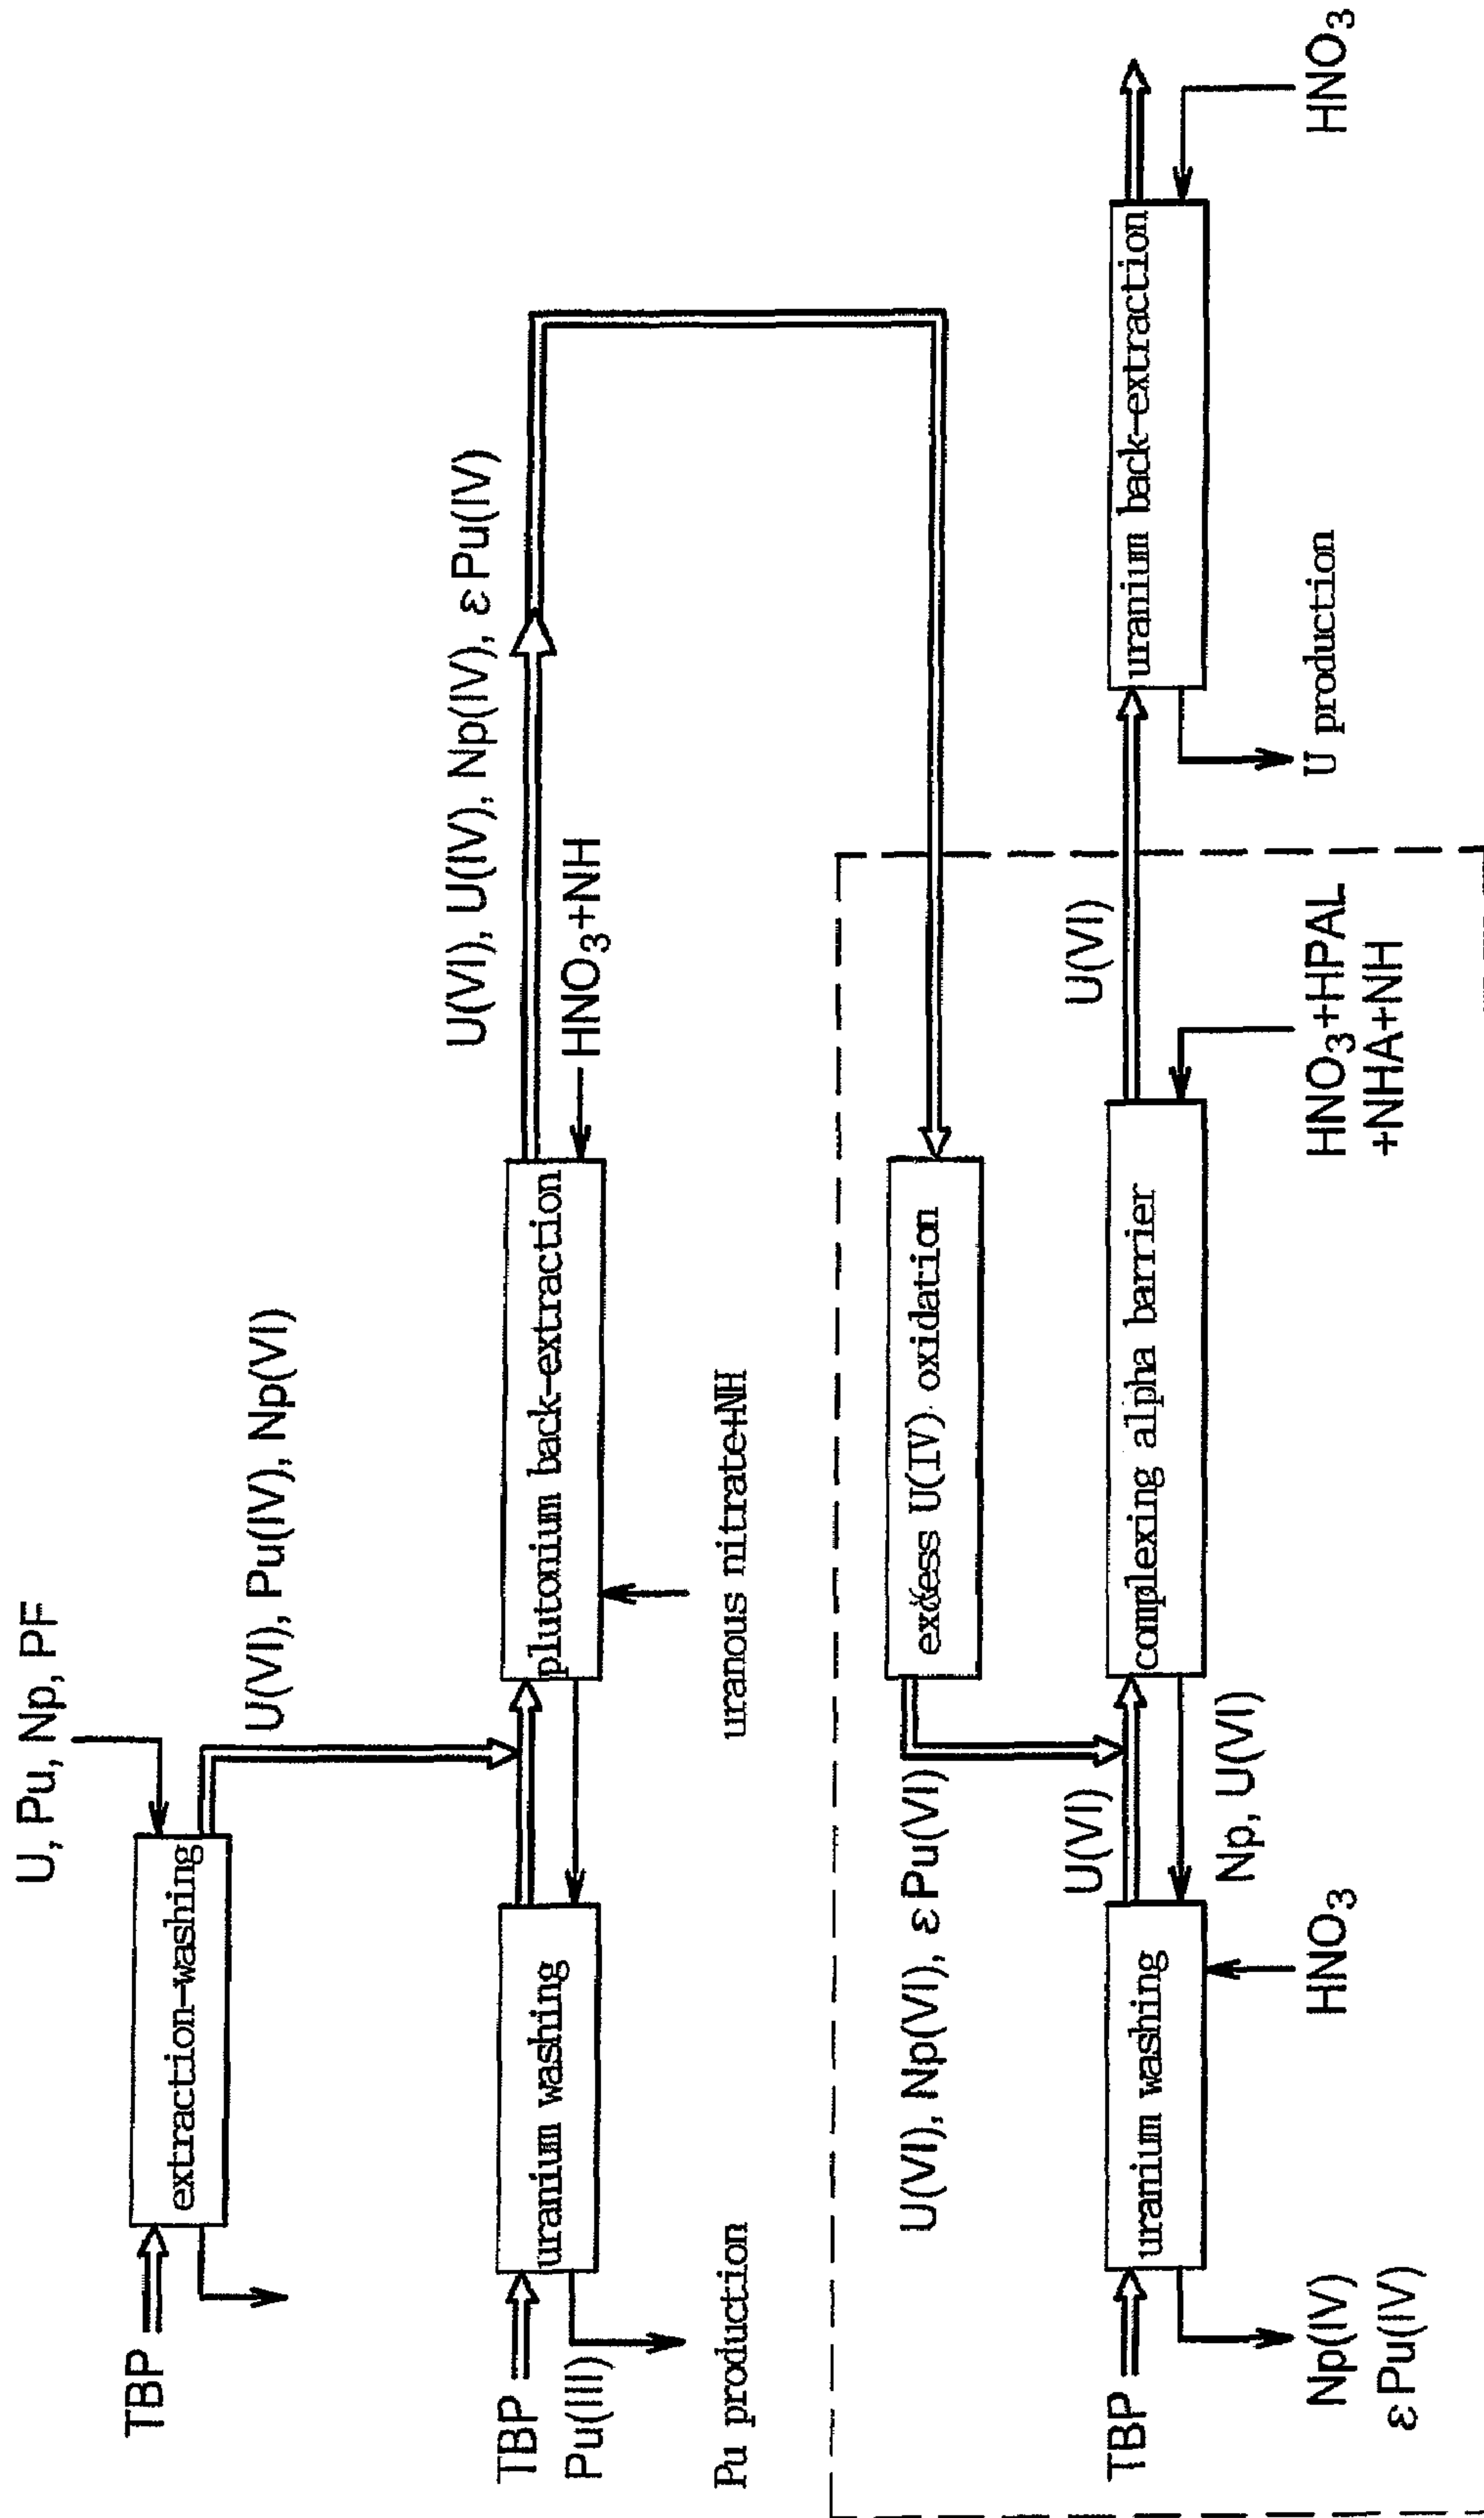 U, Pu, Np, PF
TBP
extraction-washing
U(VI), Pu(IV), Np(VI)
U(VI), U(IV), Np(IV), ε Pu(IV)
TBP
uranium washing
plutonium back-extraction
HNO3+NH
Pu(III)
Pu production
uranous nitrate+NH
U(VI), Np(VI), ε Pu(VI)
excess U(IV) oxidation
U(VI)
U(VI)
TBP
uranium washing
complexing alpha barrier
uranium back-extraction
Np, U(VI)
Np(IV)
ε Pu(IV)
HNO3
HNO3+HPAL
+NHA+NH
U production
HNO3